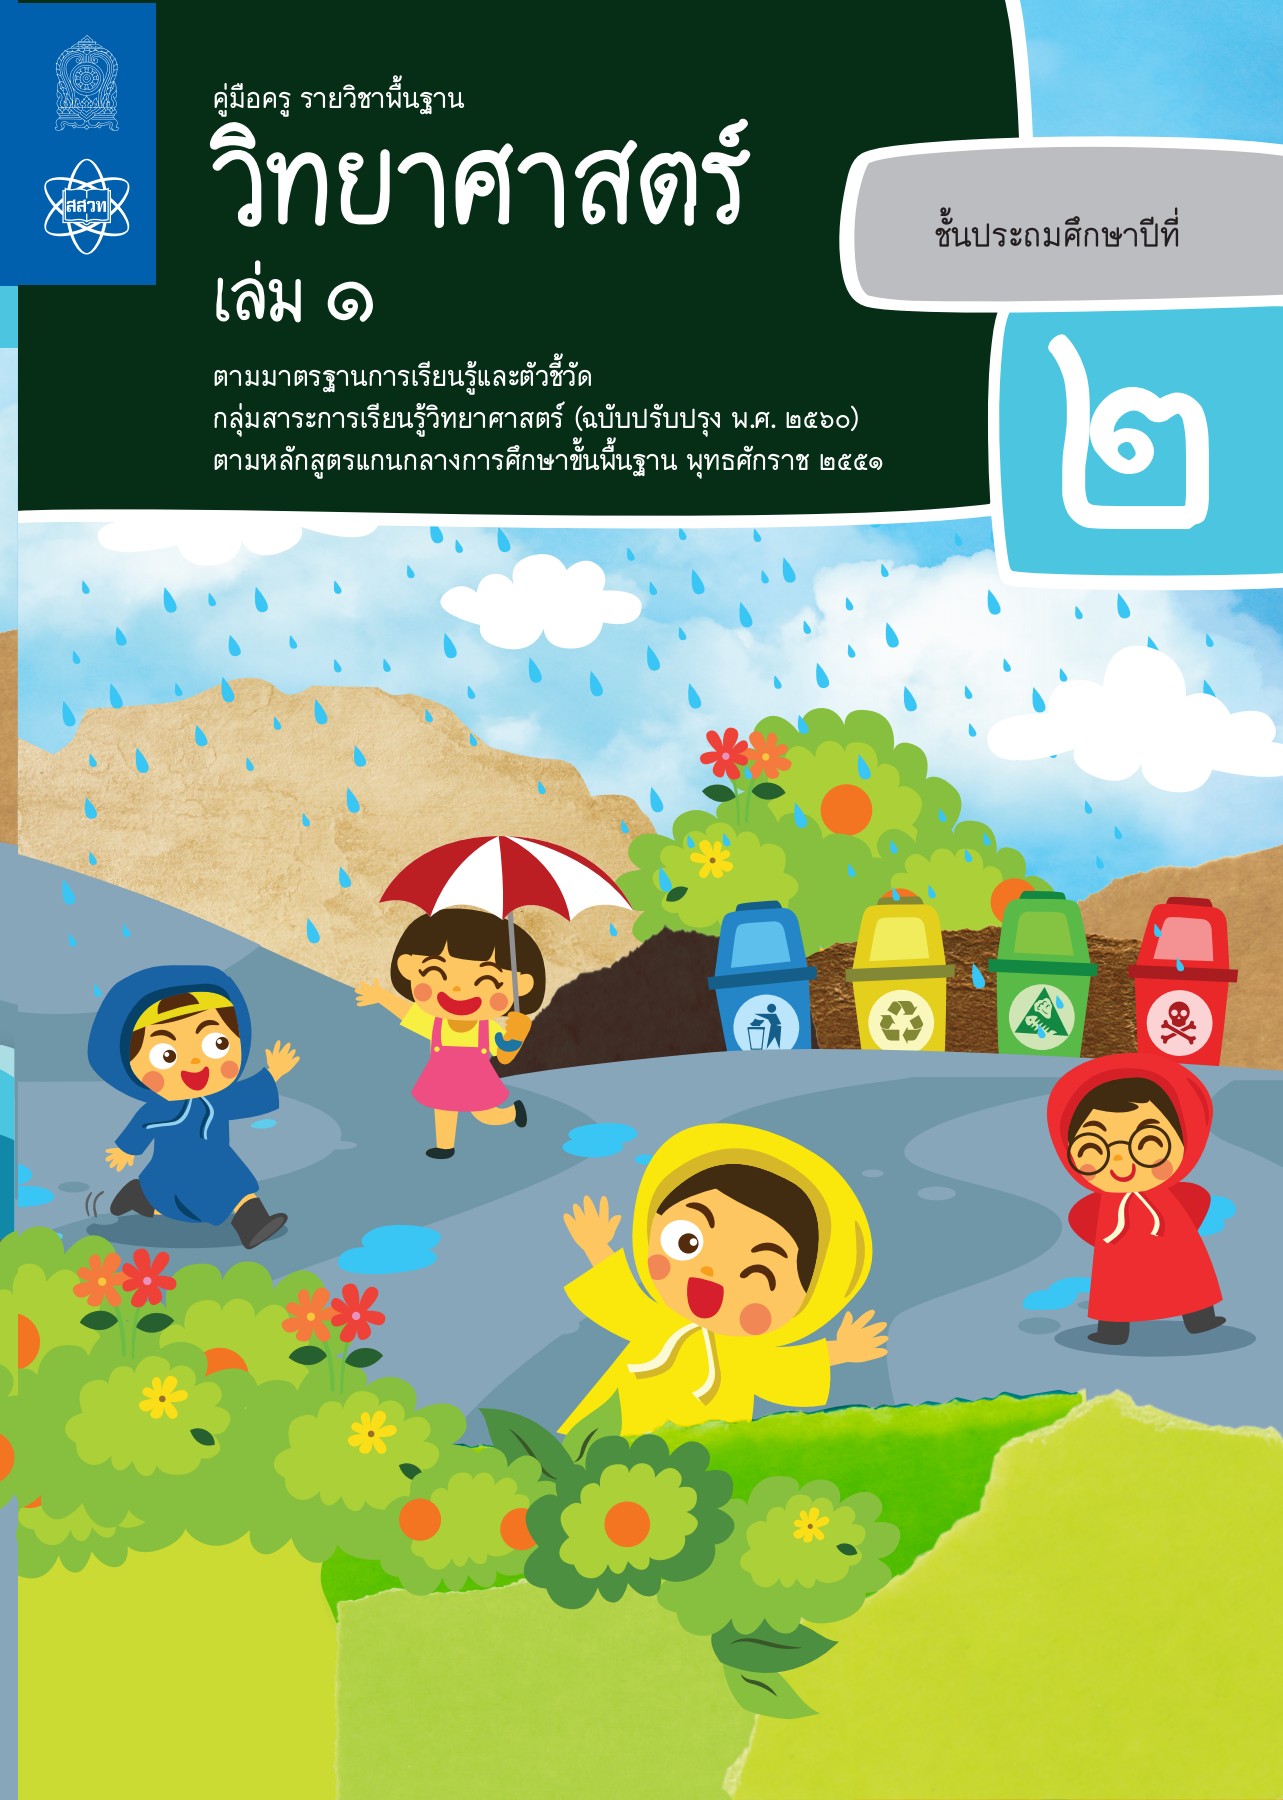 สสวท
คู่มือครู รายวิชาพื้นฐาน
วิทยาศาสตร์
เล่ม ๑
ตามมาตรฐานการเรียนรู้และตัวชี้วัด
กลุ่มสาระการเรียนรู้วิทยาศาสตร์ (ฉบับปรับปรุง พ.ศ. ๒๕๖๐)
ตามหลักสูตรแกนกลางการศึกษาขั้นพื้นฐาน พุทธศักราช ๒๕๕๑
ชั้นประถมศึกษาปีที่
๒